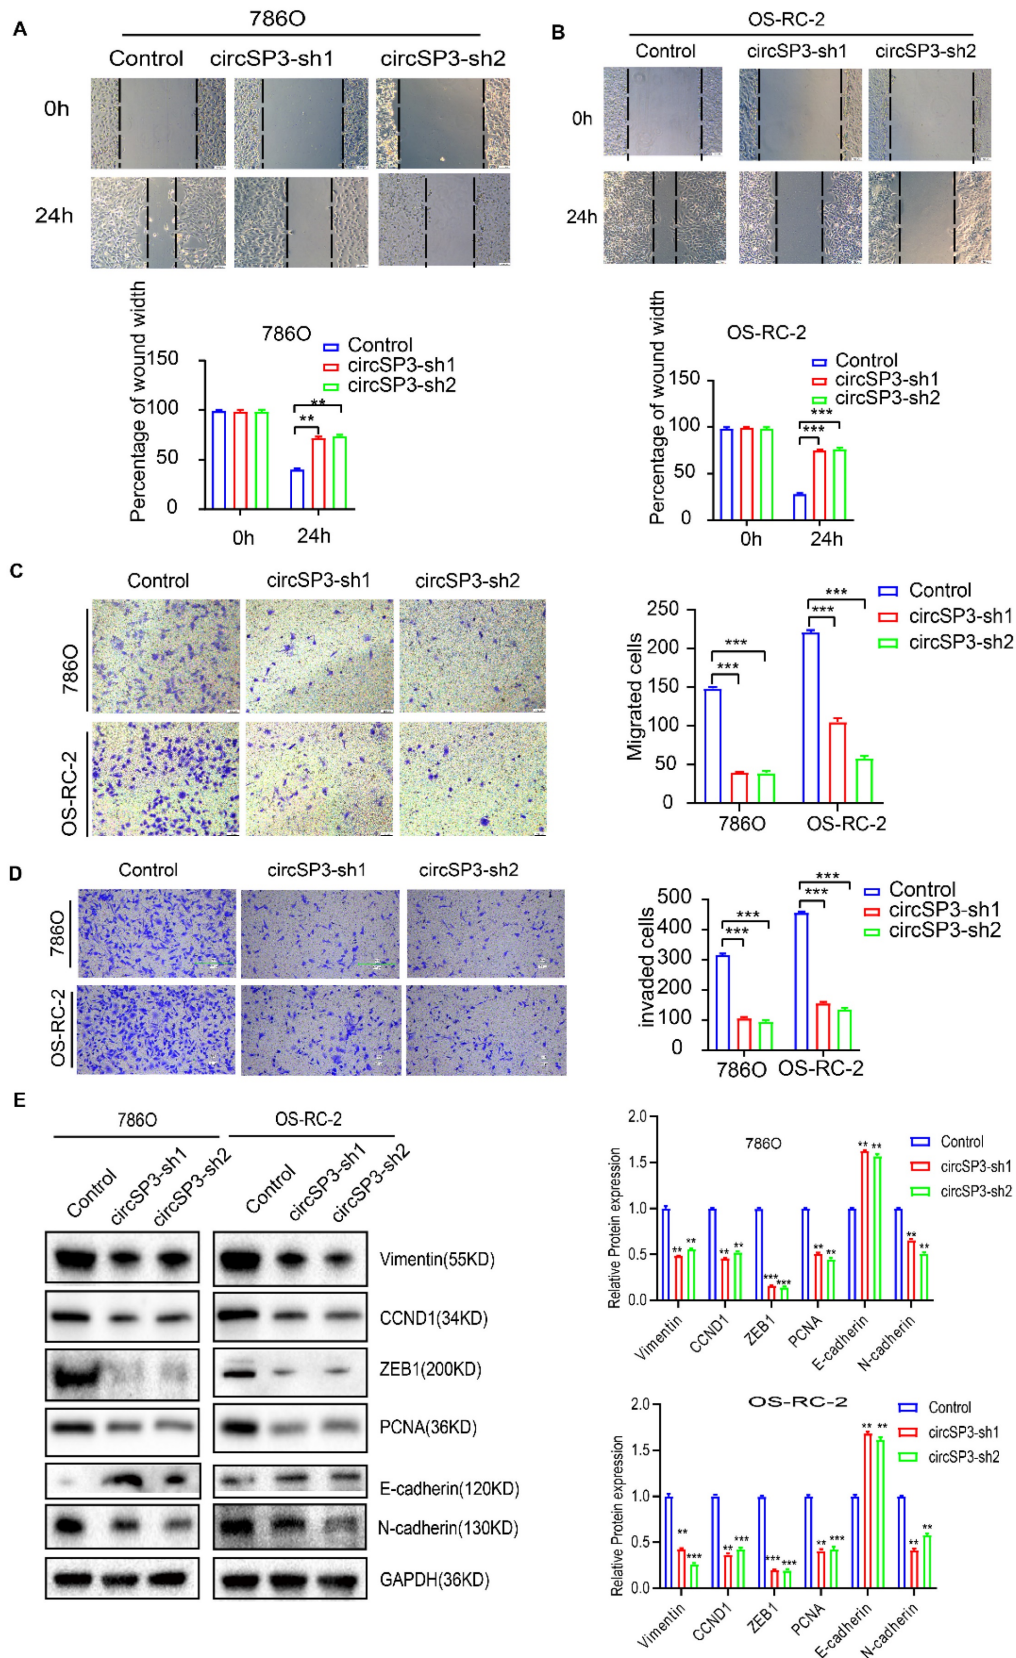 A
786O
Control circSP3-sh1 circSP3-sh2
0h
24h
Percentage of wound width
786O
Control
circSP3-sh1
circSP3-sh2
150
100
50
0
** **
0h 24h
B
OS-RC-2
Control circSP3-sh1 circSP3-sh2
0h
24h
Percentage of wound width
OS-RC-2
Control
circSP3-sh1
circSP3-sh2
150
100
50
0
***
***
0h 24h
C
Control circSP3-sh1 circSP3-sh2
786O
OS-RC-2
Migrated cells
Control
circSP3-sh1
circSP3-sh2
250
200
150
100
50
0
*** ***
*** ***
786O OS-RC-2
D
Control circSP3-sh1 circSP3-sh2
786O
OS-RC-2
invaded cells
Control
circSP3-sh1
circSP3-sh2
500
400
300
200
100
0
*** ***
*** ***
786O OS-RC-2
E
786O OS-RC-2
Control circSP3-sh1 circSP3-sh2 Control circSP3-sh1 circSP3-sh2
Vimentin(55KD)
CCND1(34KD)
ZEB1(200KD)
PCNA(36KD)
E-cadherin(120KD)
N-cadherin(130KD)
GAPDH(36KD)
Relative Protein expression
786O
Control
circSP3-sh1
circSP3-sh2
2.0
1.5
1.0
0.5
0.0
** ** ** ** *** *** ** ** ** ** ** **
Vimentin CCND1 ZEB1 PCNA E-cadherin N-cadherin
Relative Protein expression
OS-RC-2
Control
circSP3-sh1
circSP3-sh2
2.0
1.5
1.0
0.5
0.0
** *** ** *** *** *** ** *** ** ** ** **
Vimentin CCND1 ZEB1 PCNA E-cadherin N-cadherin